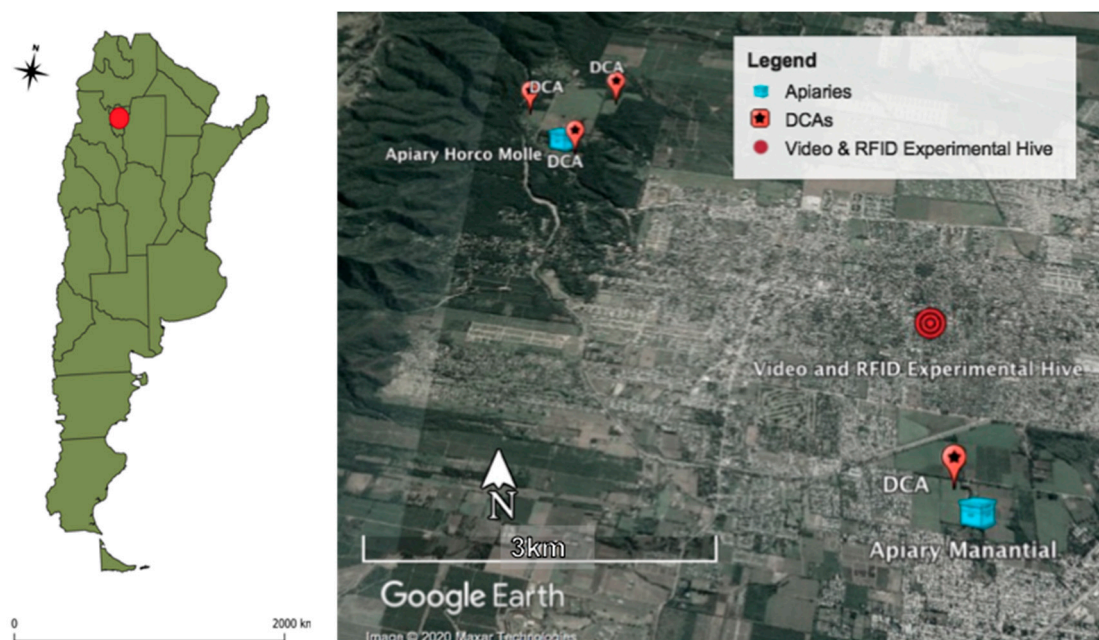 N
0
2000 km
DCA
DCA
Apiary Horco Molle
DCA
Legend
Apiaries
DCAs
Video & RFID Experimental Hive
Video and RFID Experimental Hive
DCA
Apiary Manantial
N
3km
Google Earth
Image © 2020 Maxar Technologies